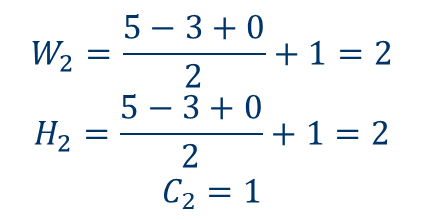 W₂ = (5 − 3 + 0)/2 + 1 = 2
H₂ = (5 − 3 + 0)/2 + 1 = 2
C₂ = 1